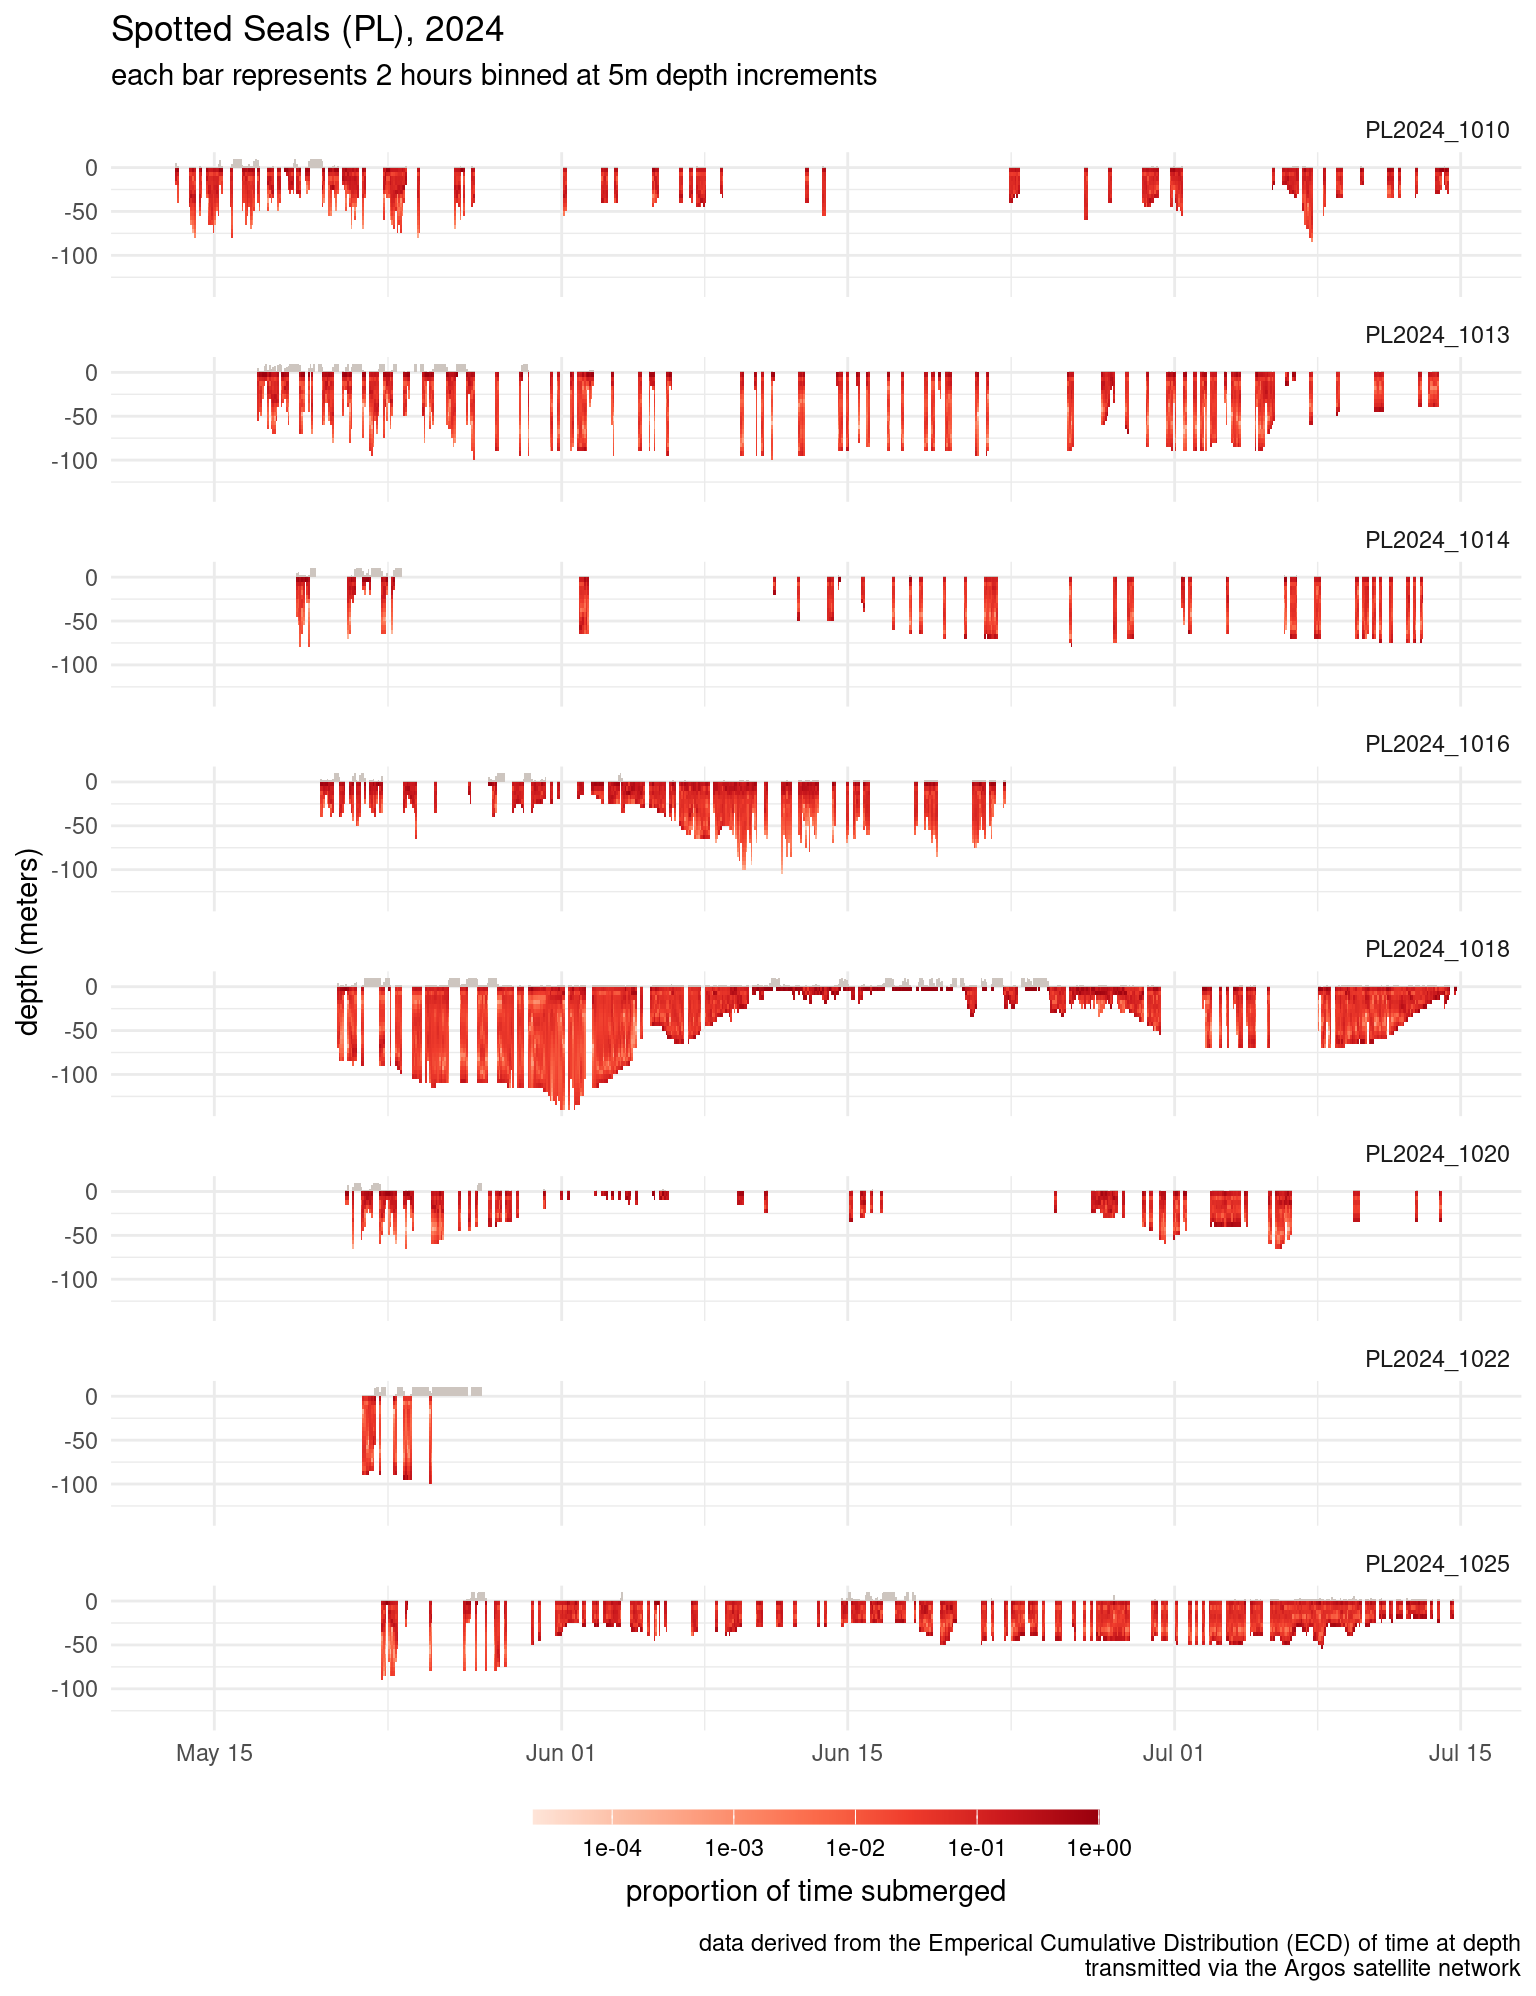 Spotted Seals (PL), 2024
each bar represents 2 hours binned at 5m depth increments
PL2024_1010
0
-50
-100
PL2024_1013
0
-50
-100
PL2024_1014
0
-50
-100
PL2024_1016
0
-50
-100
depth (meters)
PL2024_1018
0
-50
-100
PL2024_1020
0
-50
-100
PL2024_1022
0
-50
-100
PL2024_1025
0
-50
-100
May 15 Jun 01 Jun 15 Jul 01 Jul 15
1e-04 1e-03 1e-02 1e-01 1e+00
proportion of time submerged
data derived from the Emperical Cumulative Distribution (ECD) of time at depth
transmitted via the Argos satellite network